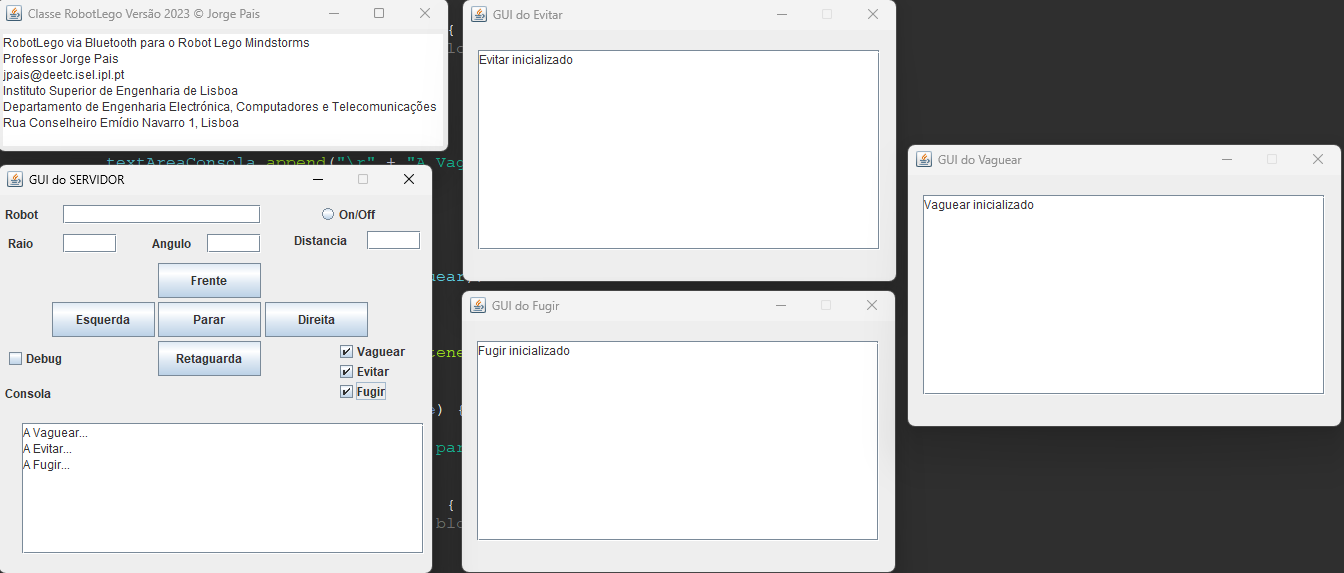 Classe RobotLego Versão 2023 © Jorge Pais
RobotLego via Bluetooth para o Robot Lego Mindstorms
Professor Jorge Pais
jpais@deetc.isel.ipl.pt
Instituto Superior de Engenharia de Lisboa
Departamento de Engenharia Electrónica, Computadores e Telecomunicações
Rua Conselheiro Emídio Navarro 1, Lisboa
textAreaConsola.append("\r" + "A Vag
GUI do SERVIDOR
Robot
On/Off
Raio
Angulo
Distancia
Frente
Esquerda
Parar
Direita
Debug
Retaguarda
Vaguear
Evitar
Fugir
Consola
A Vaguear...
A Evitar...
A Fugir...
GUI do Evitar
Evitar inicializado
GUI do Fugir
Fugir inicializado
GUI do Vaguear
Vaguear inicializado